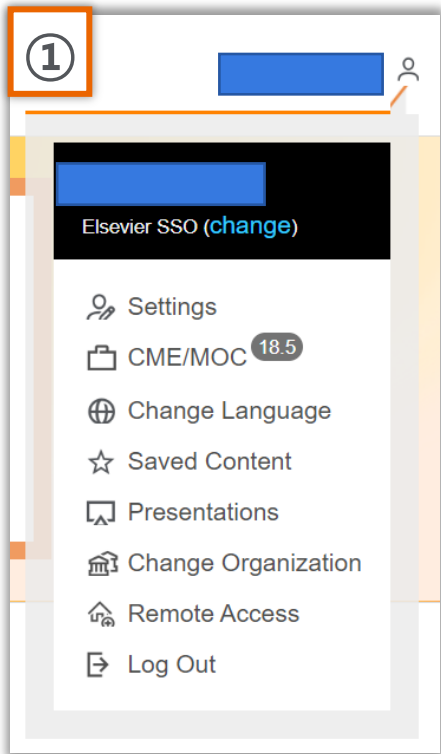 ①
Elsevier SSO (change)
Settings
CME/MOC 18.5
Change Language
Saved Content
Presentations
Change Organization
Remote Access
Log Out